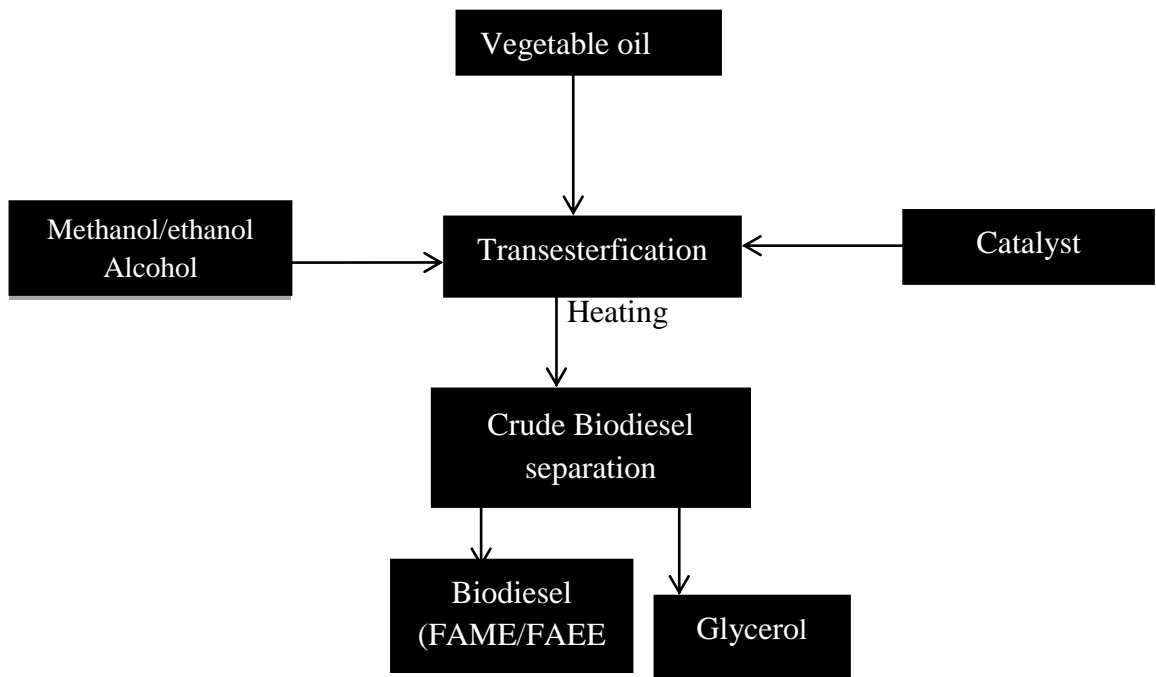 Vegetable oil
Methanol/ethanol
Alcohol
Transesterfication
Catalyst
Heating
Crude Biodiesel
separation
Biodiesel
(FAME/FAEE
Glycerol